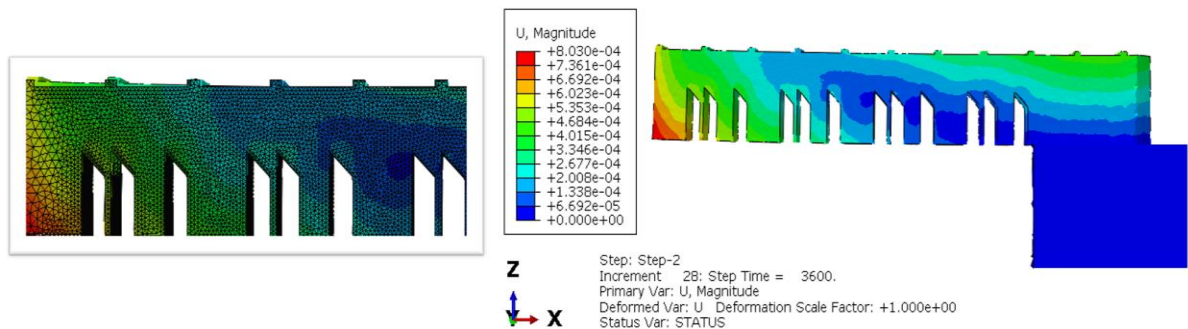 U, Magnitude
+8.030e-04
+7.361e-04
+6.692e-04
+6.023e-04
+5.353e-04
+4.684e-04
+4.015e-04
+3.346e-04
+2.677e-04
+2.008e-04
+1.338e-04
+6.692e-05
+0.000e+00
Z
Y X
Step: Step-2
Increment 28: Step Time = 3600.
Primary Var: U, Magnitude
Deformed Var: U Deformation Scale Factor: +1.000e+00
Status Var: STATUS